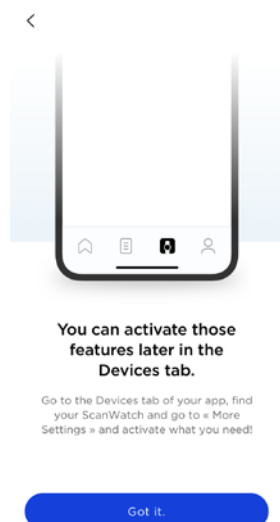 You can activate those
features later in the
Devices tab.
Go to the Devices tab of your app, find
your ScanWatch and go to « More
Settings » and activate what you need!
Got it.